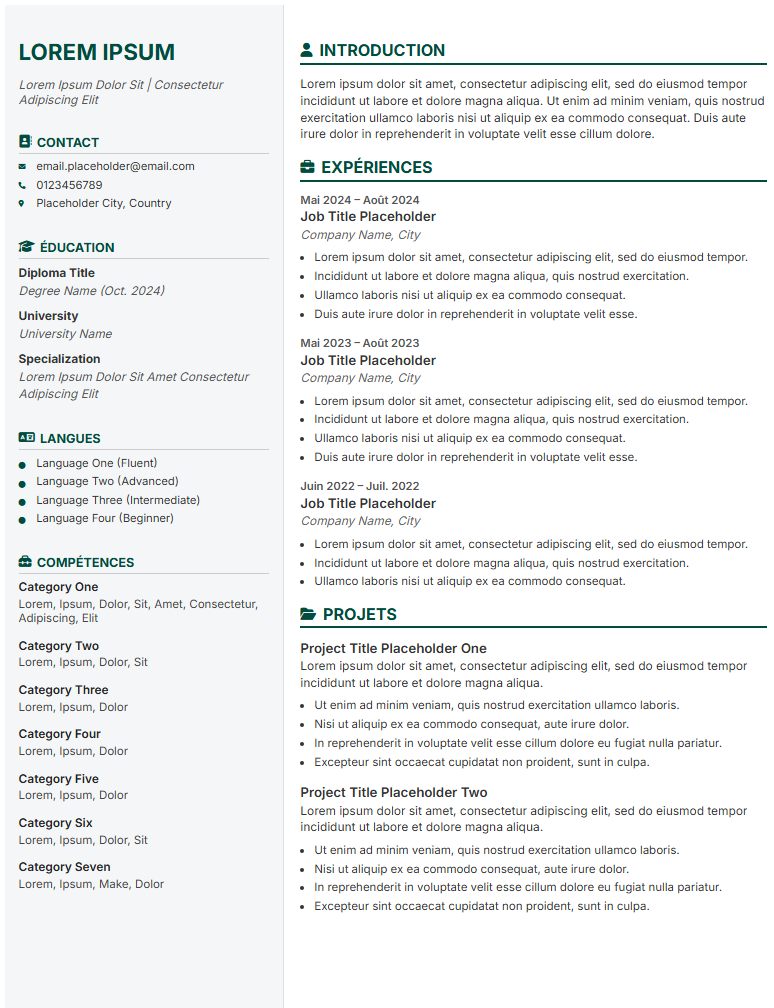 LOREM IPSUM
Lorem Ipsum Dolor Sit | Consectetur
Adipiscing Elit
CONTACT
email.placeholder@email.com
0123456789
Placeholder City, Country
ÉDUCATION
Diploma Title
Degree Name (Oct. 2024)
University
University Name
Specialization
Lorem Ipsum Dolor Sit Amet Consectetur
Adipiscing Elit
LANGUES
Language One (Fluent)
Language Two (Advanced)
Language Three (Intermediate)
Language Four (Beginner)
COMPÉTENCES
Category One
Lorem, Ipsum, Dolor, Sit, Amet, Consectetur,
Adipiscing, Elit
Category Two
Lorem, Ipsum, Dolor, Sit
Category Three
Lorem, Ipsum, Dolor
Category Four
Lorem, Ipsum, Dolor
Category Five
Lorem, Ipsum, Dolor
Category Six
Lorem, Ipsum, Dolor, Sit
Category Seven
Lorem, Ipsum, Make, Dolor
INTRODUCTION
Lorem ipsum dolor sit amet, consectetur adipiscing elit, sed do eiusmod tempor
incididunt ut labore et dolore magna aliqua. Ut enim ad minim veniam, quis nostrud
exercitation ullamco laboris nisi ut aliquip ex ea commodo consequat. Duis aute
irure dolor in reprehenderit in voluptate velit esse cillum dolore.
EXPÉRIENCES
Mai 2024 – Août 2024
Job Title Placeholder
Company Name, City
• Lorem ipsum dolor sit amet, consectetur adipiscing elit, sed do eiusmod tempor.
• Incididunt ut labore et dolore magna aliqua, quis nostrud exercitation.
• Ullamco laboris nisi ut aliquip ex ea commodo consequat.
• Duis aute irure dolor in reprehenderit in voluptate velit esse.
Mai 2023 – Août 2023
Job Title Placeholder
Company Name, City
• Lorem ipsum dolor sit amet, consectetur adipiscing elit, sed do eiusmod tempor.
• Incididunt ut labore et dolore magna aliqua, quis nostrud exercitation.
• Ullamco laboris nisi ut aliquip ex ea commodo consequat.
• Duis aute irure dolor in reprehenderit in voluptate velit esse.
Juin 2022 – Juil. 2022
Job Title Placeholder
Company Name, City
• Lorem ipsum dolor sit amet, consectetur adipiscing elit, sed do eiusmod tempor.
• Incididunt ut labore et dolore magna aliqua, quis nostrud exercitation.
• Ullamco laboris nisi ut aliquip ex ea commodo consequat.
PROJETS
Project Title Placeholder One
Lorem ipsum dolor sit amet, consectetur adipiscing elit, sed do eiusmod tempor
incididunt ut labore et dolore magna aliqua.
• Ut enim ad minim veniam, quis nostrud exercitation ullamco laboris.
• Nisi ut aliquip ex ea commodo consequat, aute irure dolor.
• In reprehenderit in voluptate velit esse cillum dolore eu fugiat nulla pariatur.
• Excepteur sint occaecat cupidatat non proident, sunt in culpa.
Project Title Placeholder Two
Lorem ipsum dolor sit amet, consectetur adipiscing elit, sed do eiusmod tempor
incididunt ut labore et dolore magna aliqua.
• Ut enim ad minim veniam, quis nostrud exercitation ullamco laboris.
• Nisi ut aliquip ex ea commodo consequat, aute irure dolor.
• In reprehenderit in voluptate velit esse cillum dolore eu fugiat nulla pariatur.
• Excepteur sint occaecat cupidatat non proident, sunt in culpa.